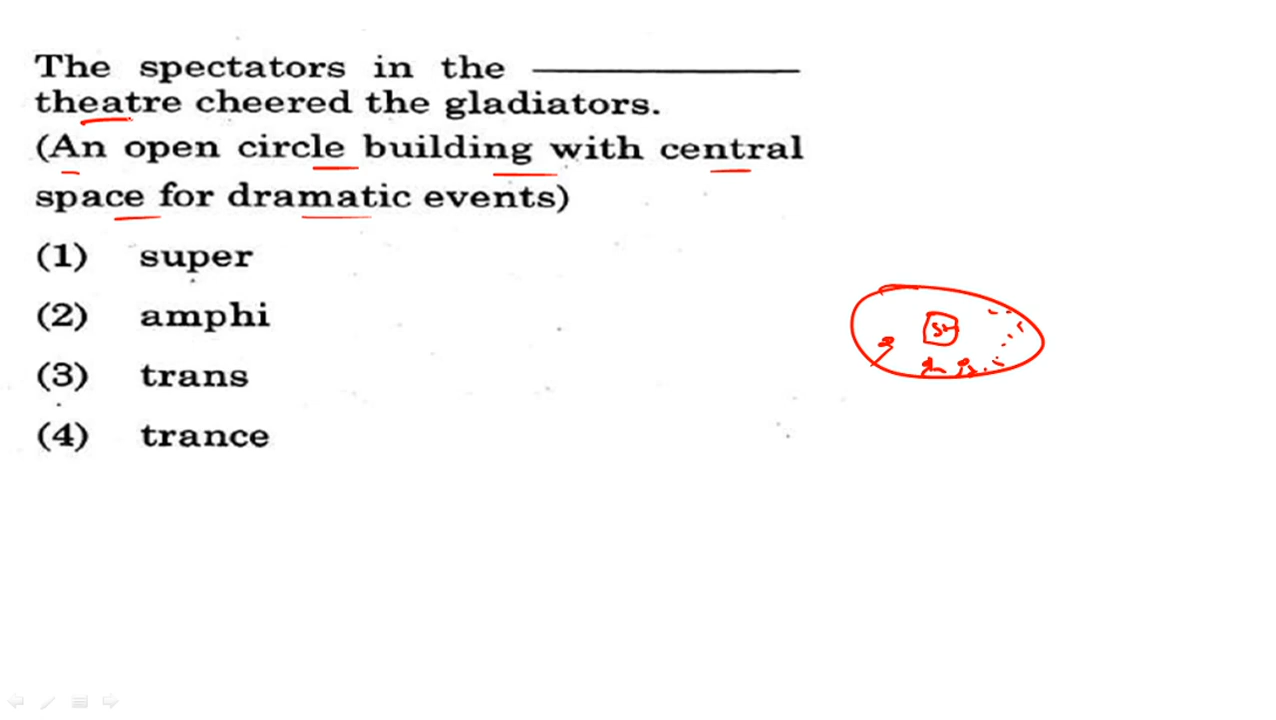 The spectators in the ________
theatre cheered the gladiators.
(An open circle building with central
space for dramatic events)
(1) super
(2) amphi
(3) trans
(4) trance